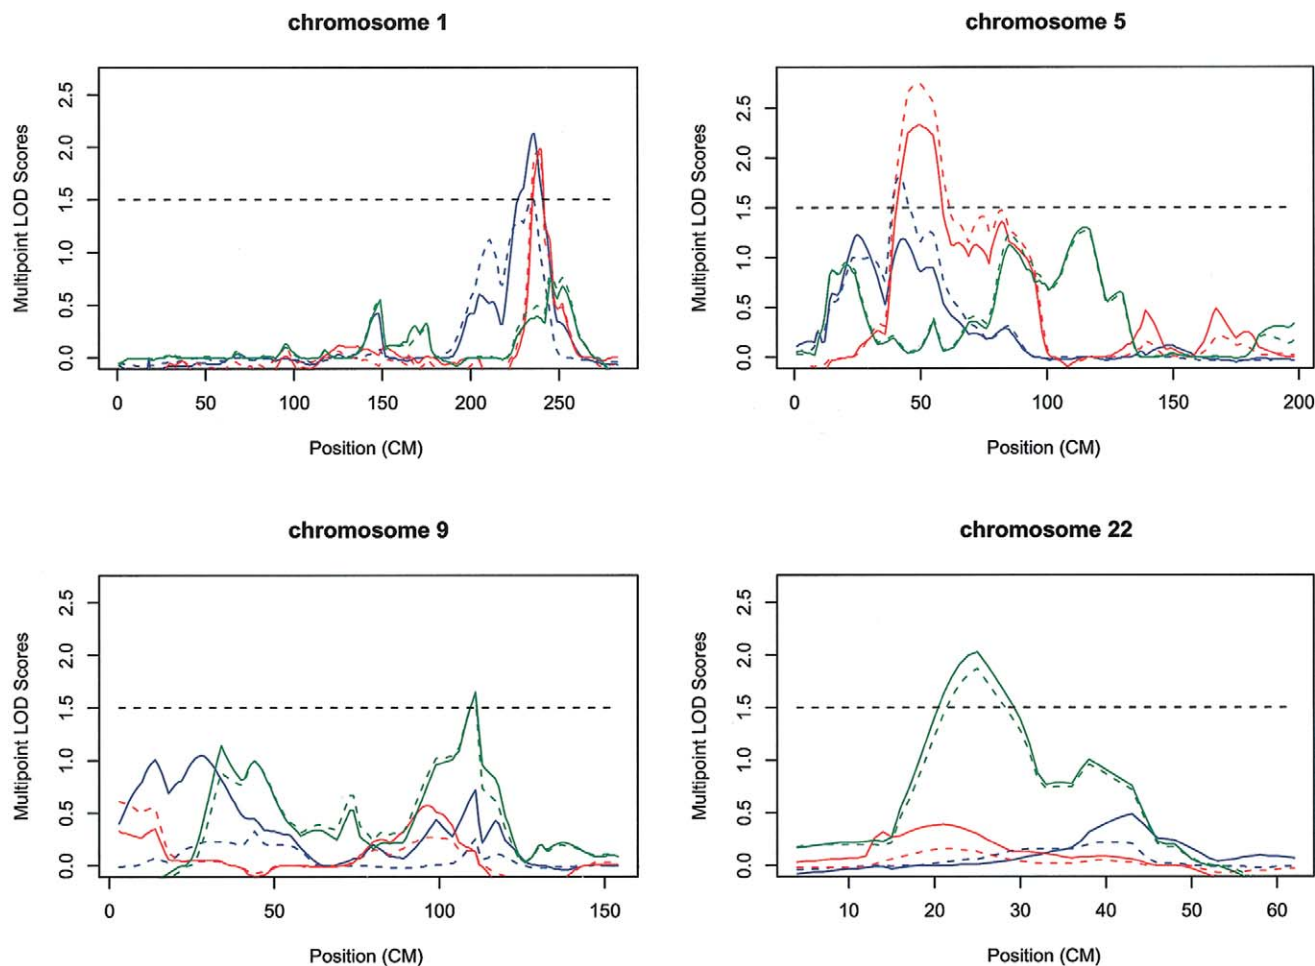 chromosome 1
Multipoint LOD Scores
2.5
2.0
1.5
1.0
0.5
0.0
0 50 100 150 200 250
Position (CM)
chromosome 5
Multipoint LOD Scores
2.5
2.0
1.5
1.0
0.5
0.0
0 50 100 150 200
Position (CM)
chromosome 9
Multipoint LOD Scores
2.5
2.0
1.5
1.0
0.5
0.0
0 50 100 150
Position (CM)
chromosome 22
Multipoint LOD Scores
2.5
2.0
1.5
1.0
0.5
0.0
10 20 30 40 50 60
Position (CM)